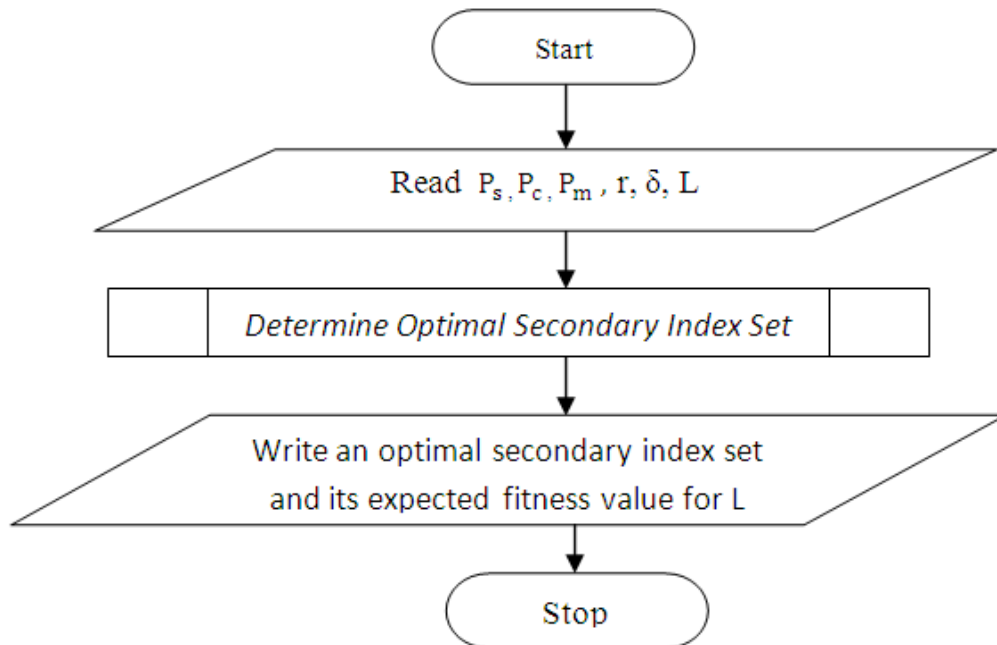 Start
Read Pₛ, P꜀, Pₘ , r, δ, L
Determine Optimal Secondary Index Set
Write an optimal secondary index set
and its expected fitness value for L
Stop